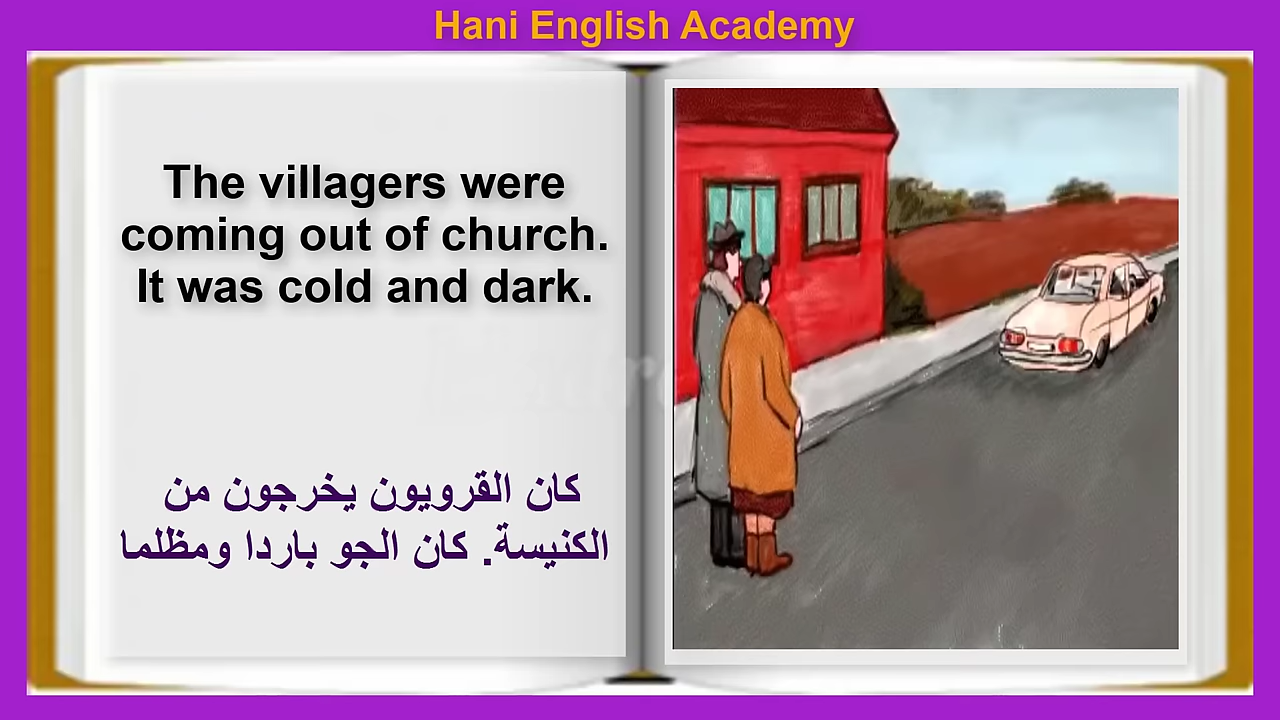 Hani English Academy
The villagers were
coming out of church.
It was cold and dark.
كان القرويون يخرجون من
الكنيسة. كان الجو باردا ومظلما